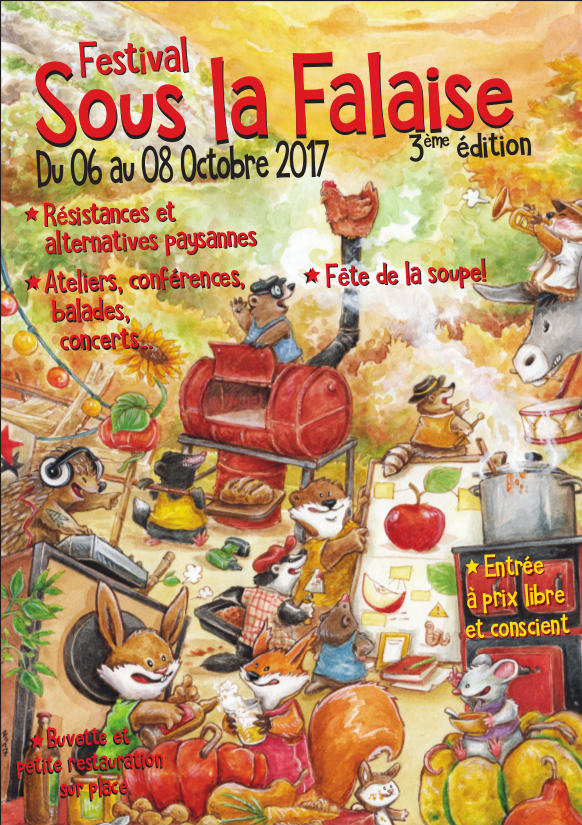 Festival
Sous la Falaise
3ème édition
Du 06 au 08 Octobre 2017
Résistances et
alternatives paysannes
Ateliers, conférences,
balades,
concerts...
Fête de la soupe!
Entrée
à prix libre
et conscient
Buvette et
petite restauration
sur place